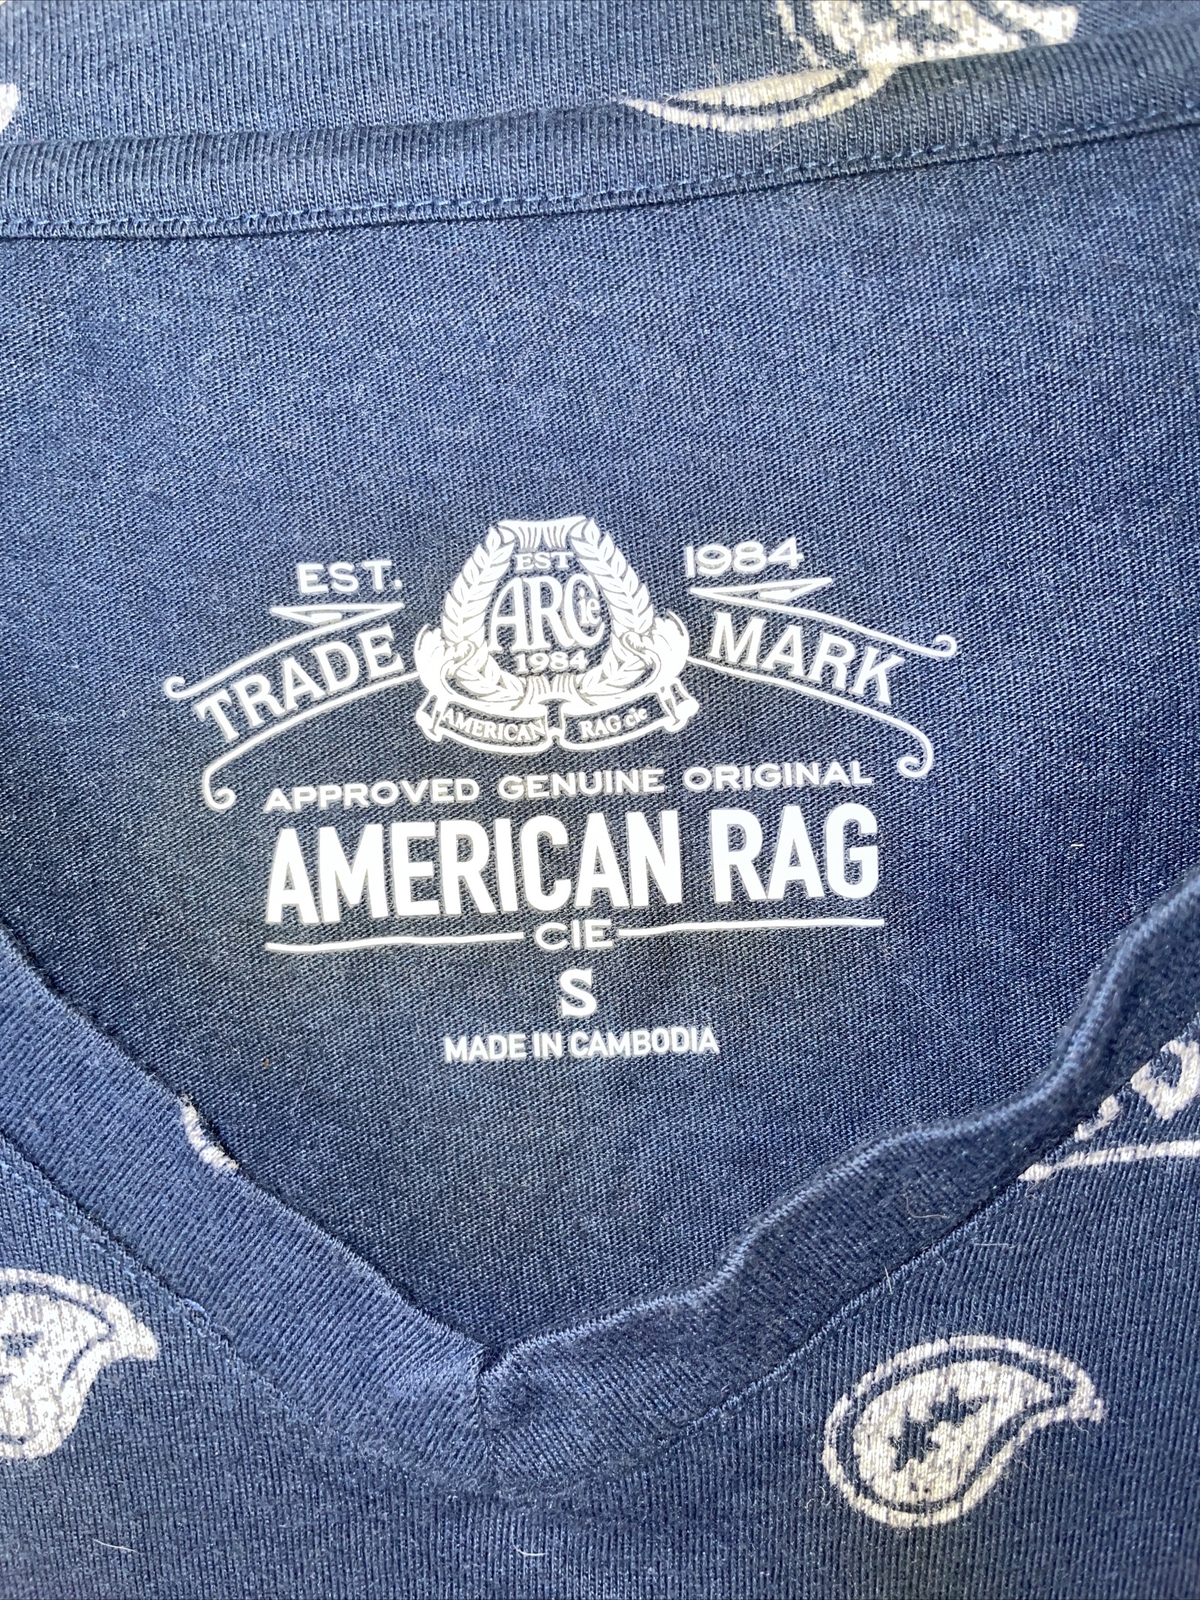 EST. 1984
TRADE MARK
EST
ARCie
1984
AMERICAN RAG cie
APPROVED GENUINE ORIGINAL
AMERICAN RAG
CIE
S
MADE IN CAMBODIA